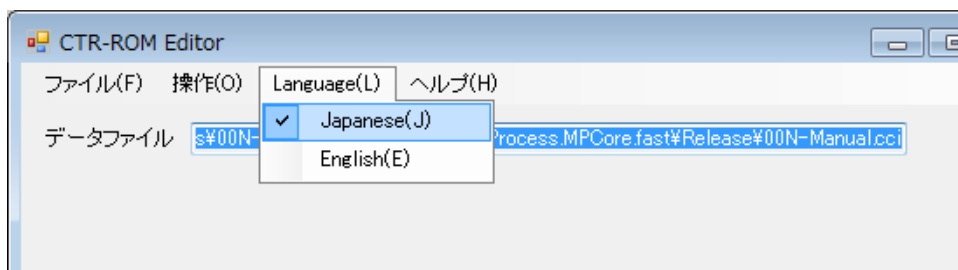 CTR-ROM Editor
ファイル(F) 操作(O) Language(L) ヘルプ(H)
Japanese(J)
データファイル s¥00N- Process.MPCore.fast¥Release¥00N-Manual.cci
English(E)